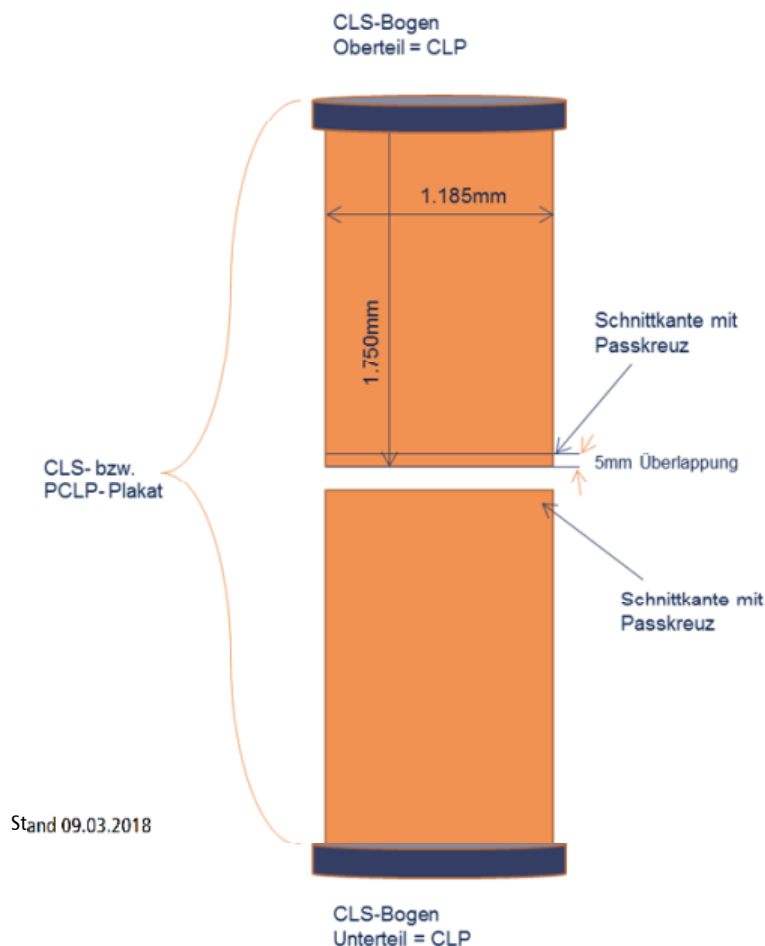 CLS-Bogen
Oberteil = CLP
1.185mm
1.750mm
Schnittkante mit
Passkreuz
5mm Überlappung
CLS- bzw.
PCLP- Plakat
Schnittkante mit
Passkreuz
Stand 09.03.2018
CLS-Bogen
Unterteil = CLP